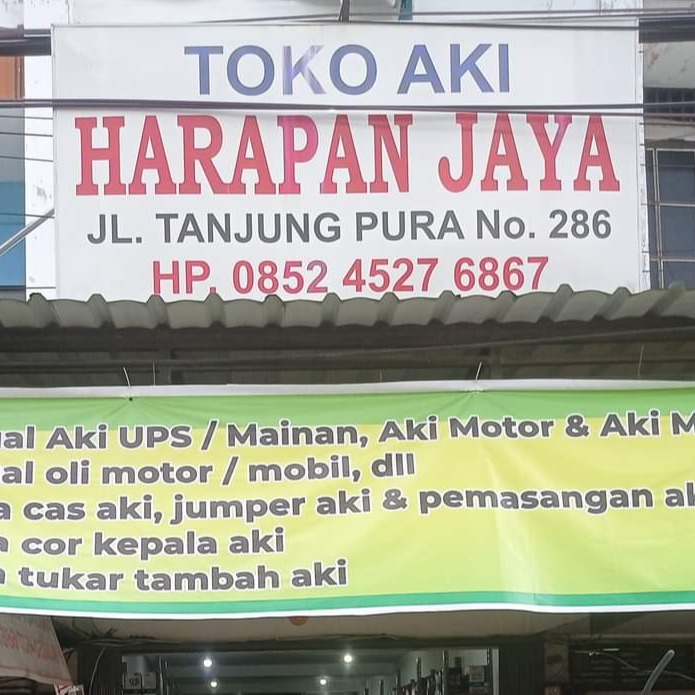 TOKO AKI
HARAPAN JAYA
JL. TANJUNG PURA No. 286
HP. 0852 4527 6867
Aki UPS / Mainan, Aki Motor & Aki
oli motor / mobil, dll
cas aki, jumper aki & pemasangan
cor kepala aki
tukar tambah aki